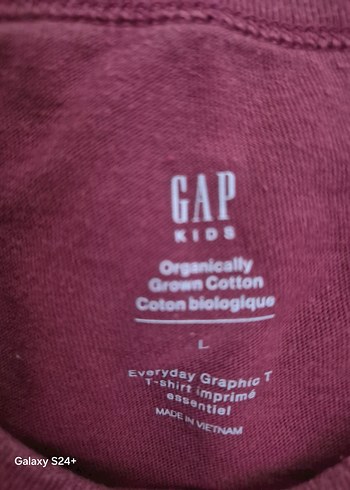 GAP
KIDS
Organically
Grown Cotton
Coton biologique
L
Everyday Graphic T
T-shirt imprimé
essentiel
MADE IN VIETNAM
Galaxy S24+